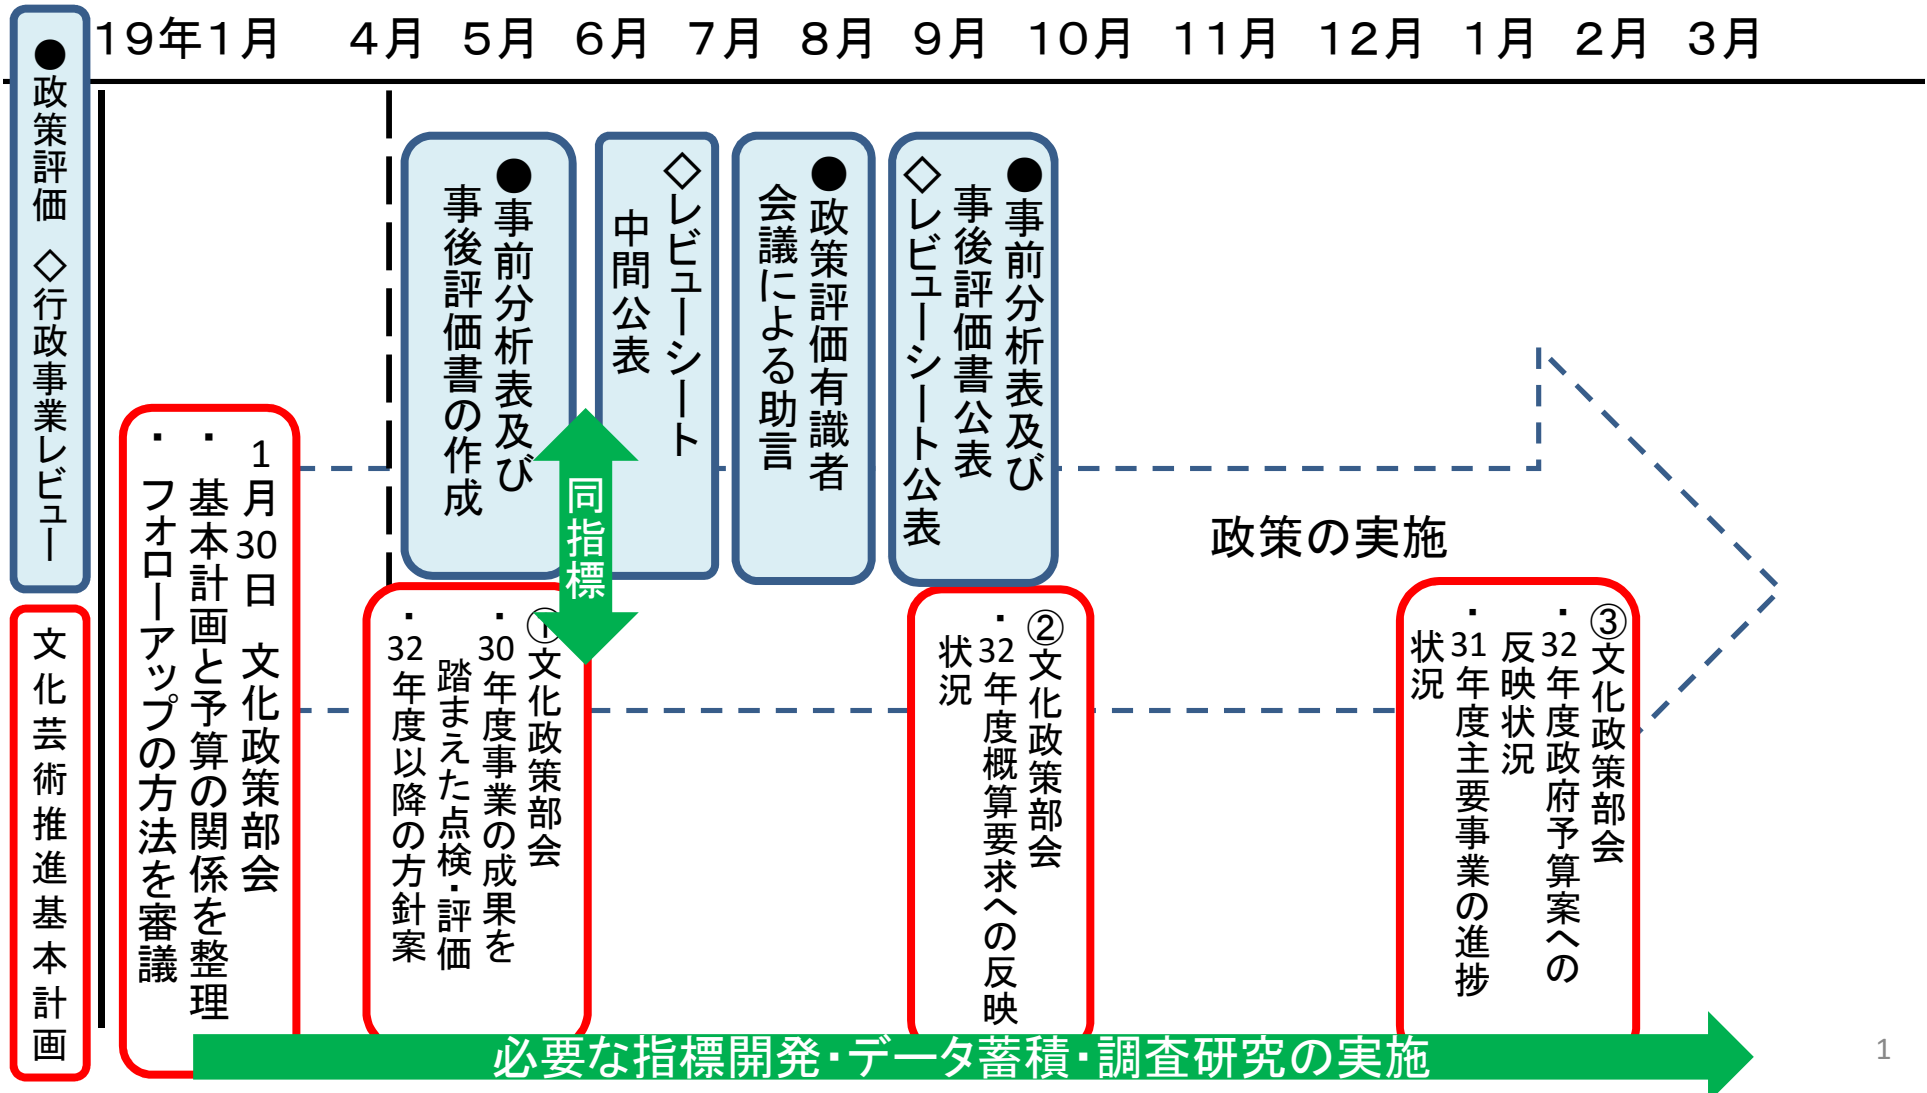 19年1月 4月 5月 6月 7月 8月 9月 10月 11月 12月 1月 2月 3月
●政策評価 ◇行政事業レビュー
文化芸術推進基本計画
1月30日 文化政策部会
・基本計画と予算の関係を整理
・フォローアップの方法を審議
●事前分析表及び
事後評価書の作成
◇レビューシート
中間公表
●政策評価有識者
会議による助言
●事前分析表及び
事後評価書公表
◇レビューシート公表
同指標
政策の実施
①文化政策部会
・30年度事業の成果を
踏まえた点検・評価
・32年度以降の方針案
②文化政策部会
・32年度概算要求への反映
状況
③文化政策部会
・32年度政府予算案への
反映状況
・31年度主要事業の進捗
状況
必要な指標開発・データ蓄積・調査研究の実施
1